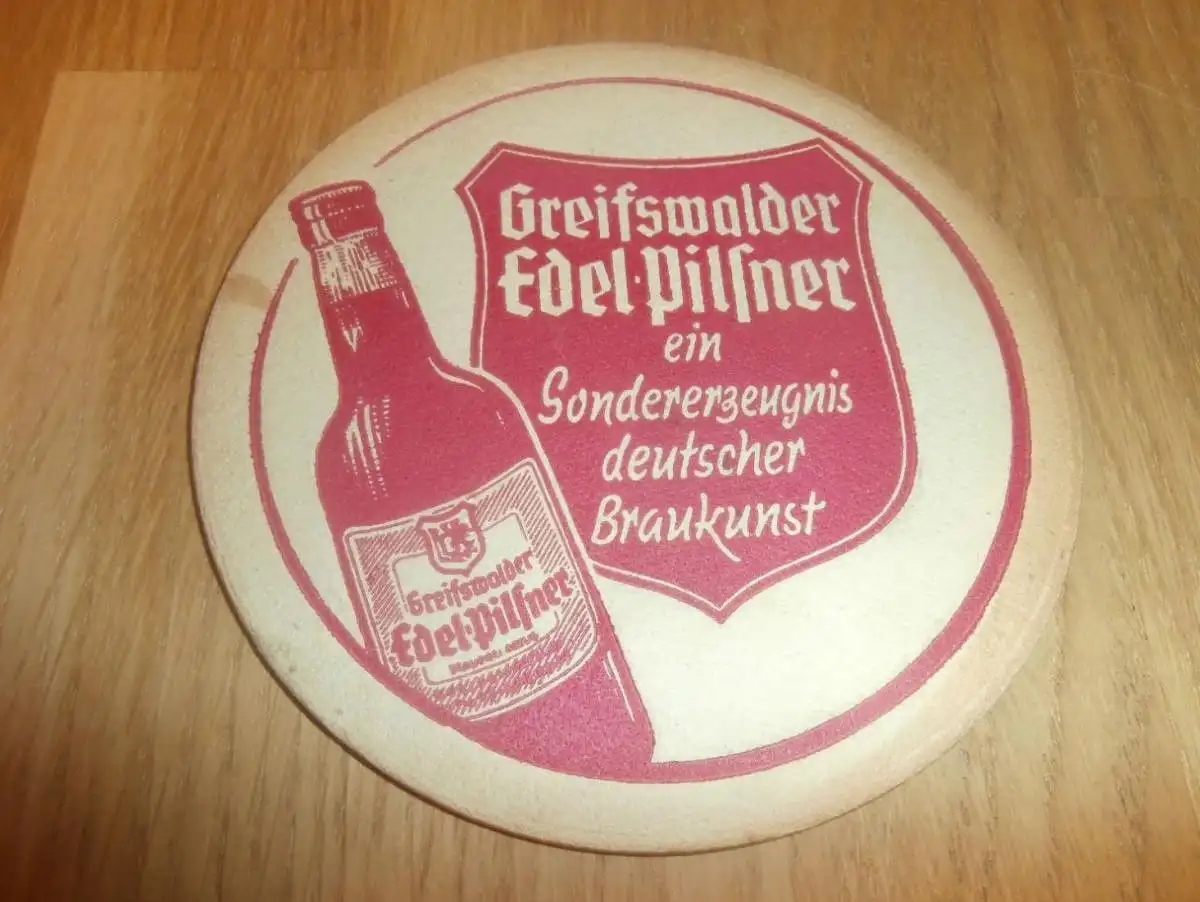 Greifswalder
Edel·Pilſner
ein
Sondererzeugnis
deutscher
Braukunst
Greifswalder
Edel·Pilſner